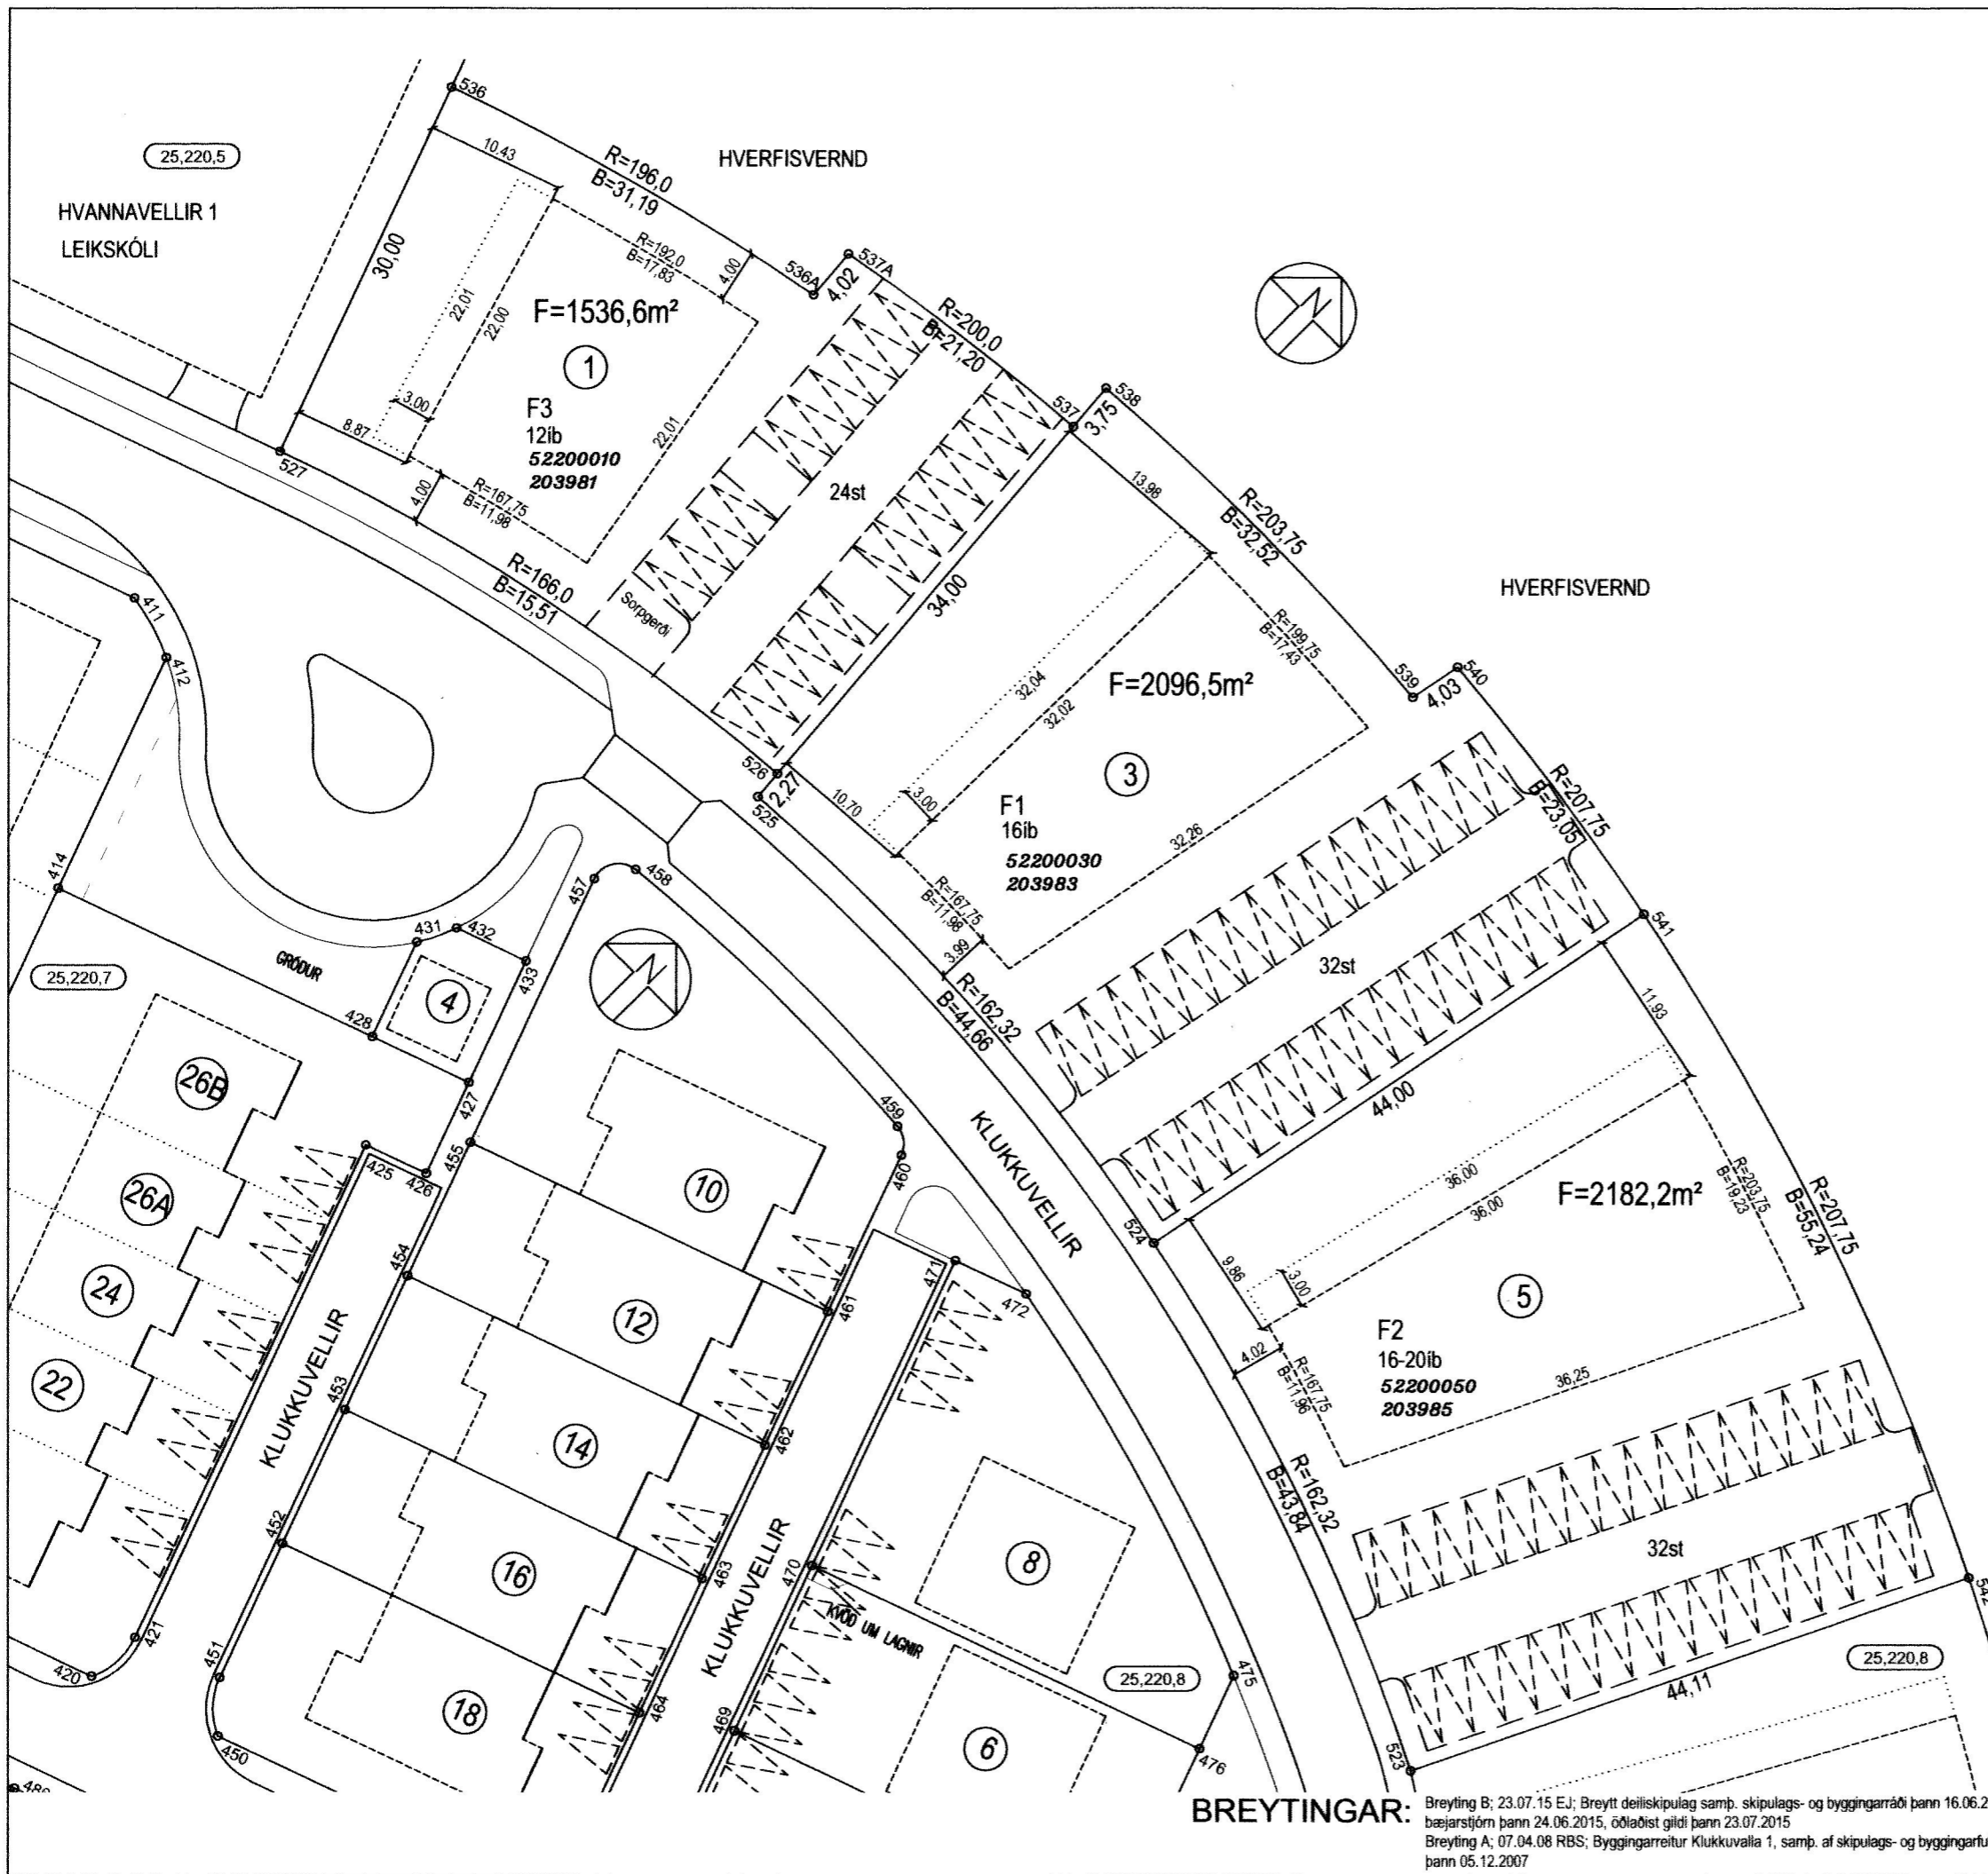 536
25,220,5
HVERFISVERND
HVANNAVELLIR 1
LEIKSKÓLI
10.43
R=196,0
B=31,19
30,00
R=192,0
B=17,83
4.00
536A
4,02
537A
22,01
22,00
F=1536,6m²
1
R=200,0
B=21,20
3.00
8.87
F3
12íb
52200010
203981
22,01
527
4.00
R=167,75
B=11,98
24st
537
3,75
538
13,98
R=203,75
B=32,52
R=166,0
B=15,51
Sorpgerði
34,00
HVERFISVERND
411
412
R=199,75
B=17,43
32,04
32,02
F=2096,5m²
539
4,03
540
526
2,27
525
3
10.70
3.00
F1
16íb
52200030
203983
32,26
R=207,75
B=23,05
R=167,75
B=11,98
3.99
414
457
458
431
432
433
541
GRÓÐUR
25,220,7
4
32st
R=162,32
B=44,66
11.93
428
26B
427
459
460
44,00
KLUKKUVELLIR
425
426
455
10
26A
36,00
36,00
F=2182,2m²
R=203,75
B=19,23
R=207,75
B=55,24
524
9.86
3.00
24
454
471
472
5
12
461
F2
16-20íb
52200050
203985
4.02
R=167,75
B=11,96
36,25
22
KLUKKUVELLIR
453
14
462
R=162,32
B=43,84
452
16
463
KLUKKUVELLIR
470
8
32st
542
KVÖÐ UM LAGNIR
421
420
451
18
464
469
25,220,8
475
25,220,8
44,11
450
6
476
523
BREYTINGAR:
Breyting B; 23.07.15 EJ; Breytt deiliskipulag samþ. skipulags- og byggingarráði þann 16.06.2
bæjarstjórn þann 24.06.2015, öðlaðist gildi þann 23.07.2015
Breyting A; 07.04.08 RBS; Byggingarreitur Klukkuvalla 1, samþ. af skipulags- og byggingarfu
þann 05.12.2007